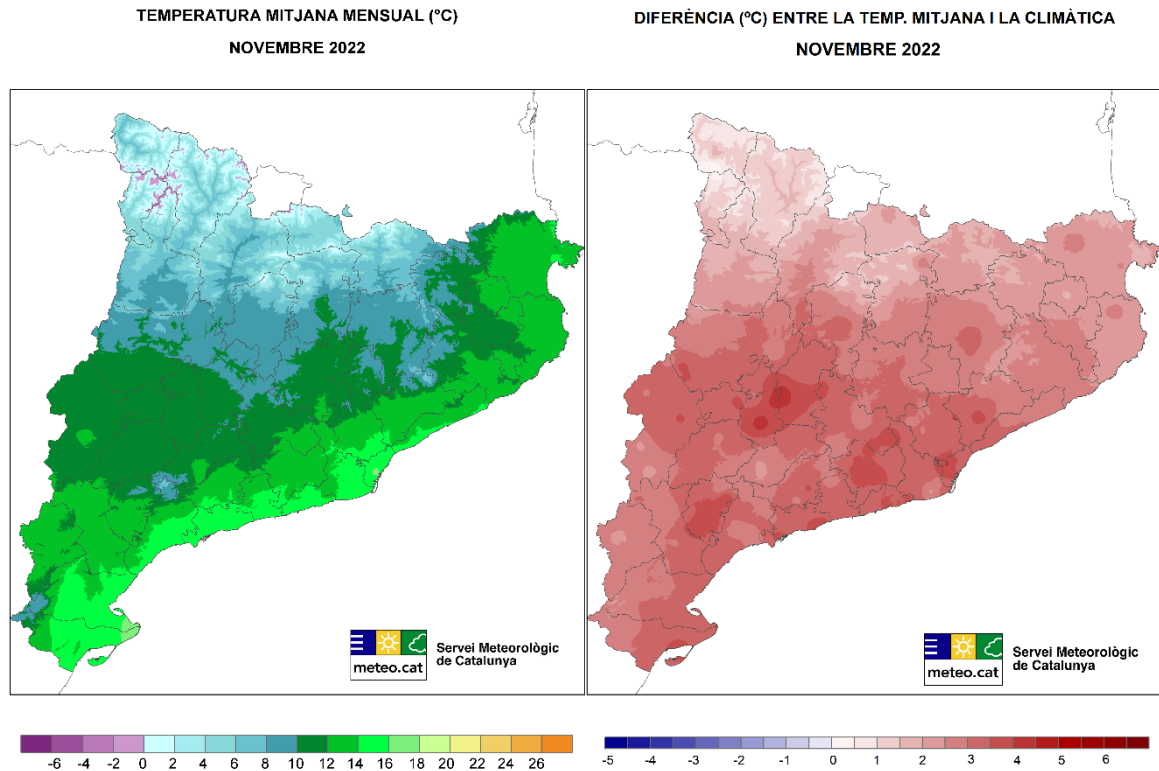 TEMPERATURA MITJANA MENSUAL (ºC)
NOVEMBRE 2022
DIFERÈNCIA (ºC) ENTRE LA TEMP. MITJANA I LA CLIMÀTICA
NOVEMBRE 2022
meteo.cat
Servei Meteorològic
de Catalunya
meteo.cat
Servei Meteorològic
de Catalunya
-6 -4 -2 0 2 4 6 8 10 12 14 16 18 20 22 24 26
-5 -4 -3 -2 -1 0 1 2 3 4 5 6